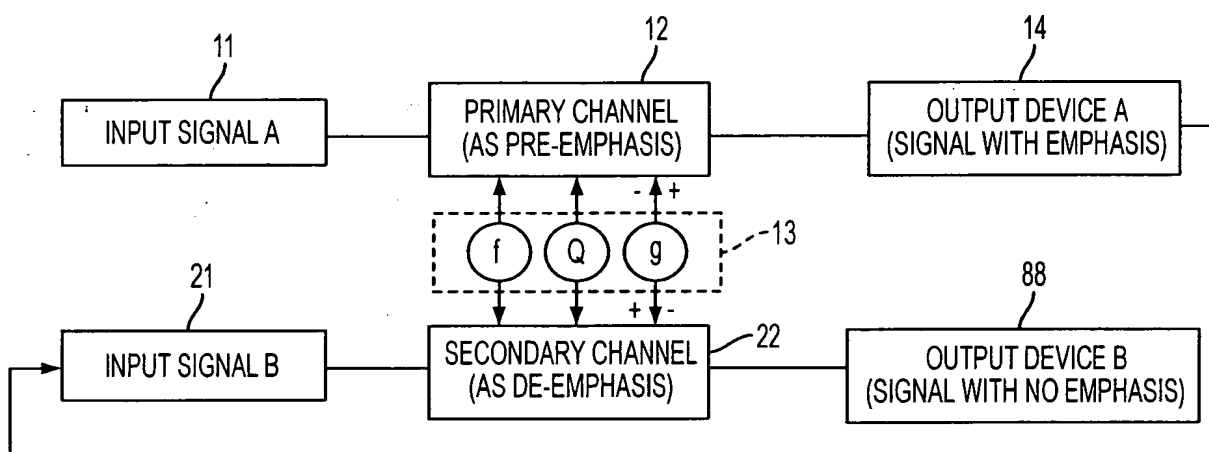 11
12
14
INPUT SIGNAL A
PRIMARY CHANNEL
(AS PRE-EMPHASIS)
OUTPUT DEVICE A
(SIGNAL WITH EMPHASIS)
- +
f Q g
13
+ -
21
88
INPUT SIGNAL B
SECONDARY CHANNEL
(AS DE-EMPHASIS)
22
OUTPUT DEVICE B
(SIGNAL WITH NO EMPHASIS)